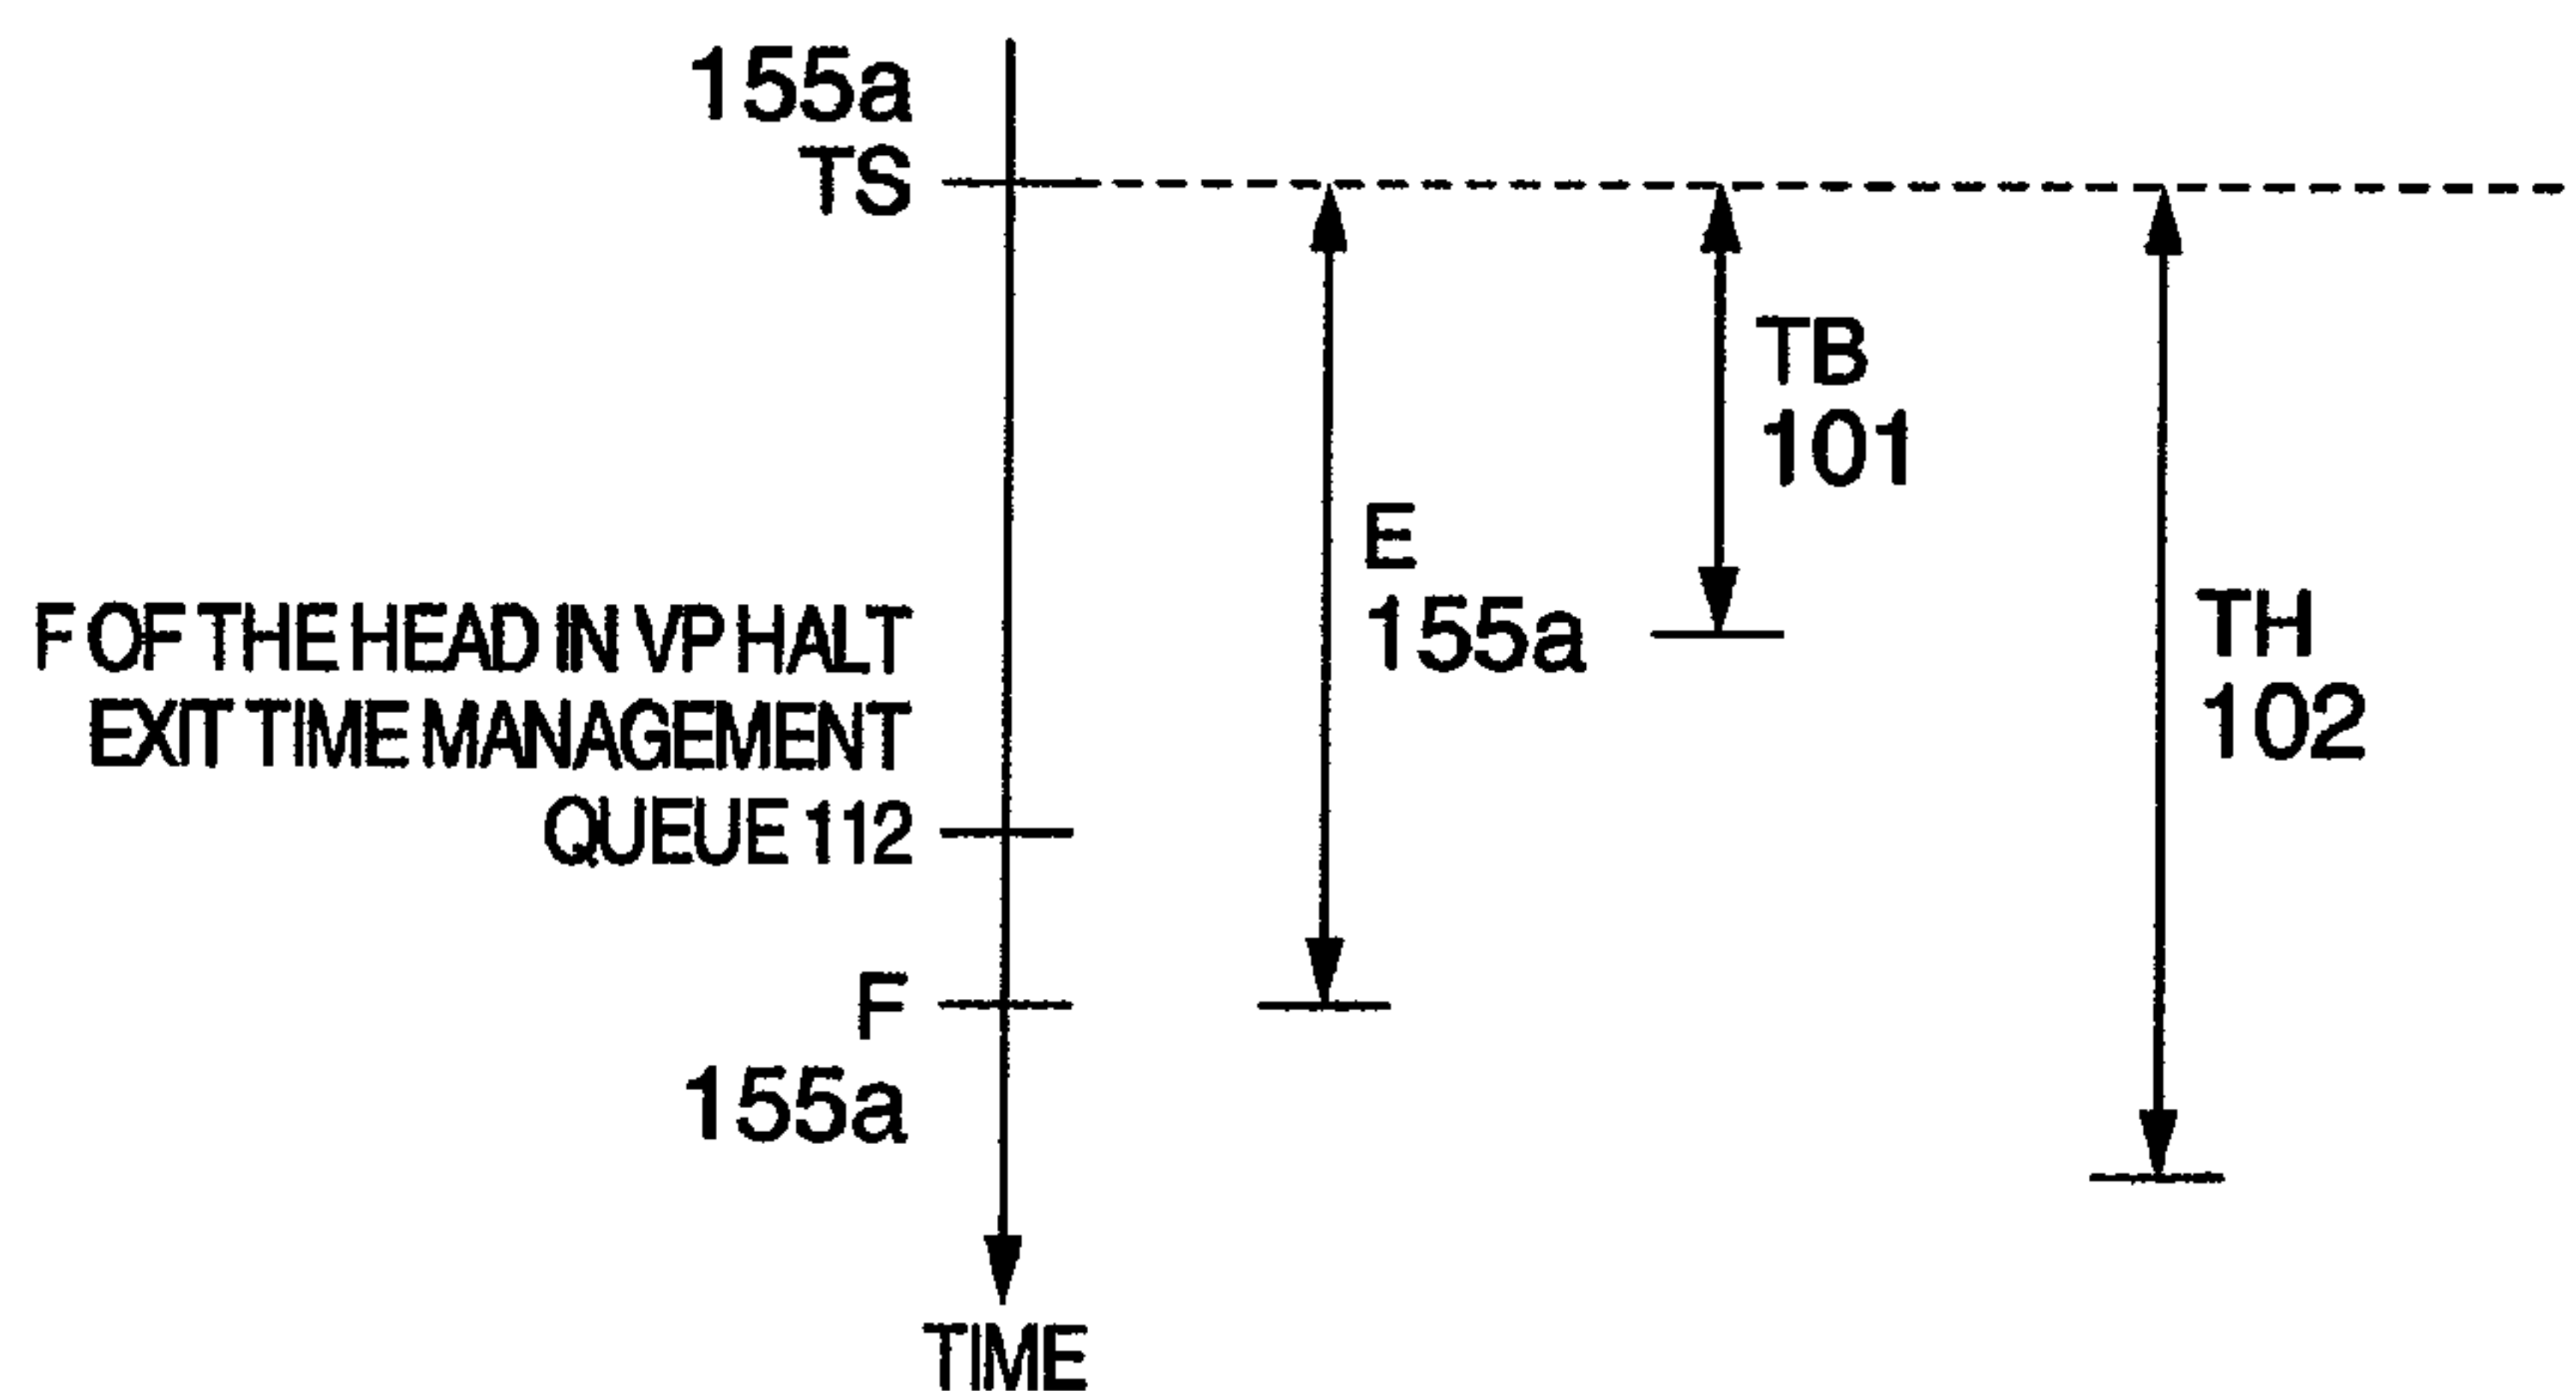 155a
TS
TB
101
E
155a
F OF THE HEAD IN VP HALT
EXIT TIME MANAGEMENT
QUEUE 112
TH
102
F
155a
TIME